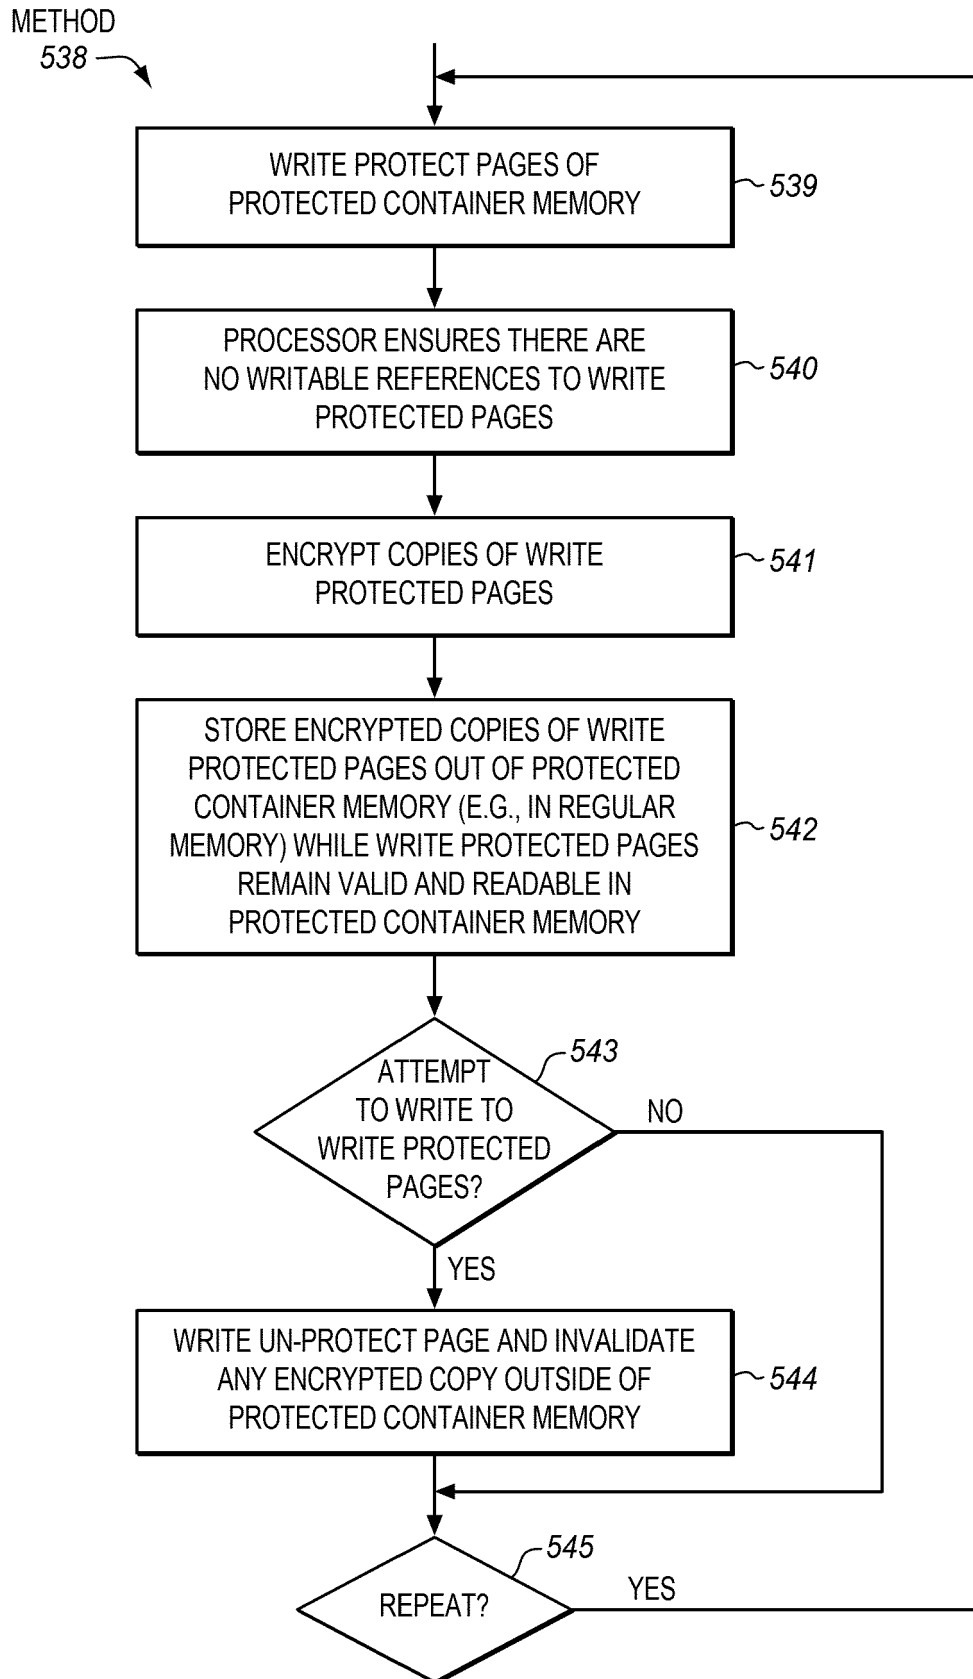 METHOD
538
WRITE PROTECT PAGES OF
PROTECTED CONTAINER MEMORY
539
PROCESSOR ENSURES THERE ARE
NO WRITABLE REFERENCES TO WRITE
PROTECTED PAGES
540
ENCRYPT COPIES OF WRITE
PROTECTED PAGES
541
STORE ENCRYPTED COPIES OF WRITE
PROTECTED PAGES OUT OF PROTECTED
CONTAINER MEMORY (E.G., IN REGULAR
MEMORY) WHILE WRITE PROTECTED PAGES
REMAIN VALID AND READABLE IN
PROTECTED CONTAINER MEMORY
542
543
ATTEMPT
TO WRITE TO
WRITE PROTECTED
PAGES?
NO
YES
WRITE UN-PROTECT PAGE AND INVALIDATE
ANY ENCRYPTED COPY OUTSIDE OF
PROTECTED CONTAINER MEMORY
544
545
REPEAT?
YES